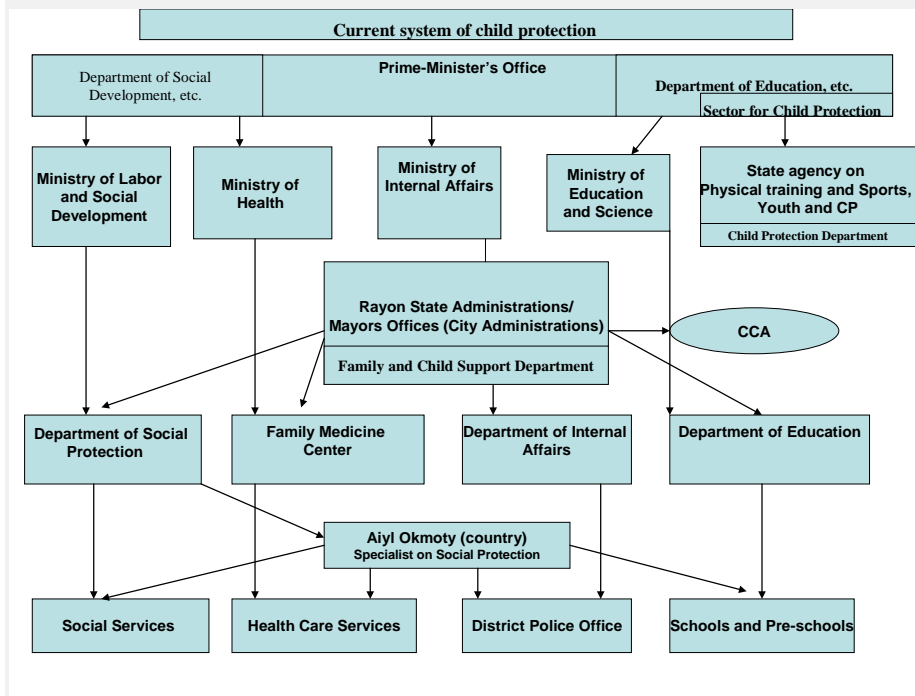 Current system of child protection
Department of Social
Development, etc.
Prime-Minister's Office
Department of Education, etc.
Sector for Child Protection
Ministry of Labor
and Social
Development
Ministry of
Health
Ministry of
Internal Affairs
Ministry of
Education
and Science
State agency on
Physical training and Sports,
Youth and CP
Child Protection Department
Rayon State Administrations/
Mayors Offices (City Administrations)
Family and Child Support Department
CCA
Department of Social
Protection
Family Medicine
Center
Department of Internal
Affairs
Department of Education
Aiyl Okmoty (country)
Specialist on Social Protection
Social Services
Health Care Services
District Police Office
Schools and Pre-schools